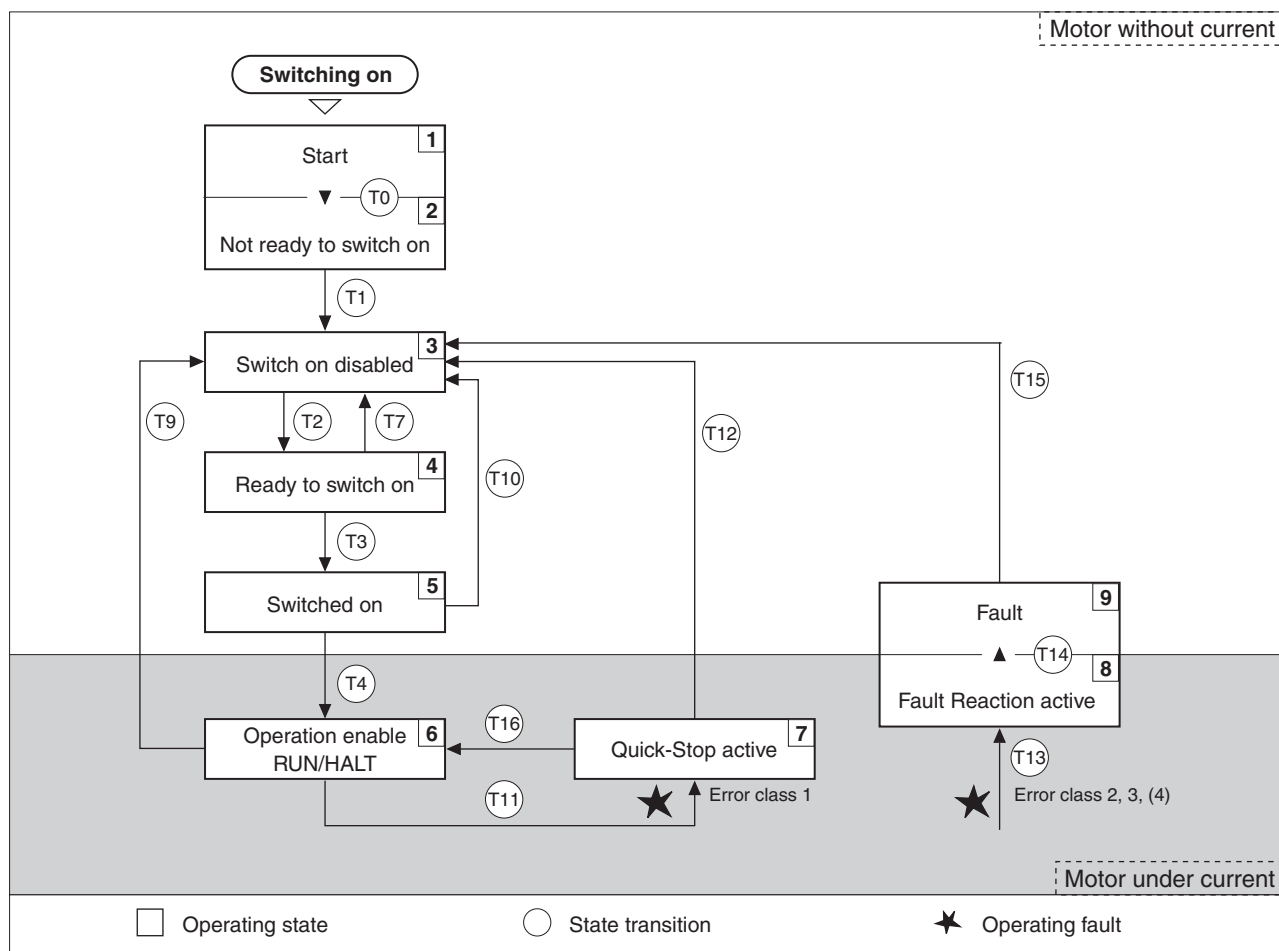 Motor without current
Switching on
1
Start
T0
2
Not ready to switch on
T1
3
Switch on disabled
T15
T9
T2
T7
T12
4
Ready to switch on
T10
T3
5
Switched on
9
Fault
T14
8
Fault Reaction active
T4
6
Operation enable
RUN/HALT
T16
7
Quick-Stop active
T13
T11
Error class 1
Error class 2, 3, (4)
Motor under current
Operating state
State transition
Operating fault